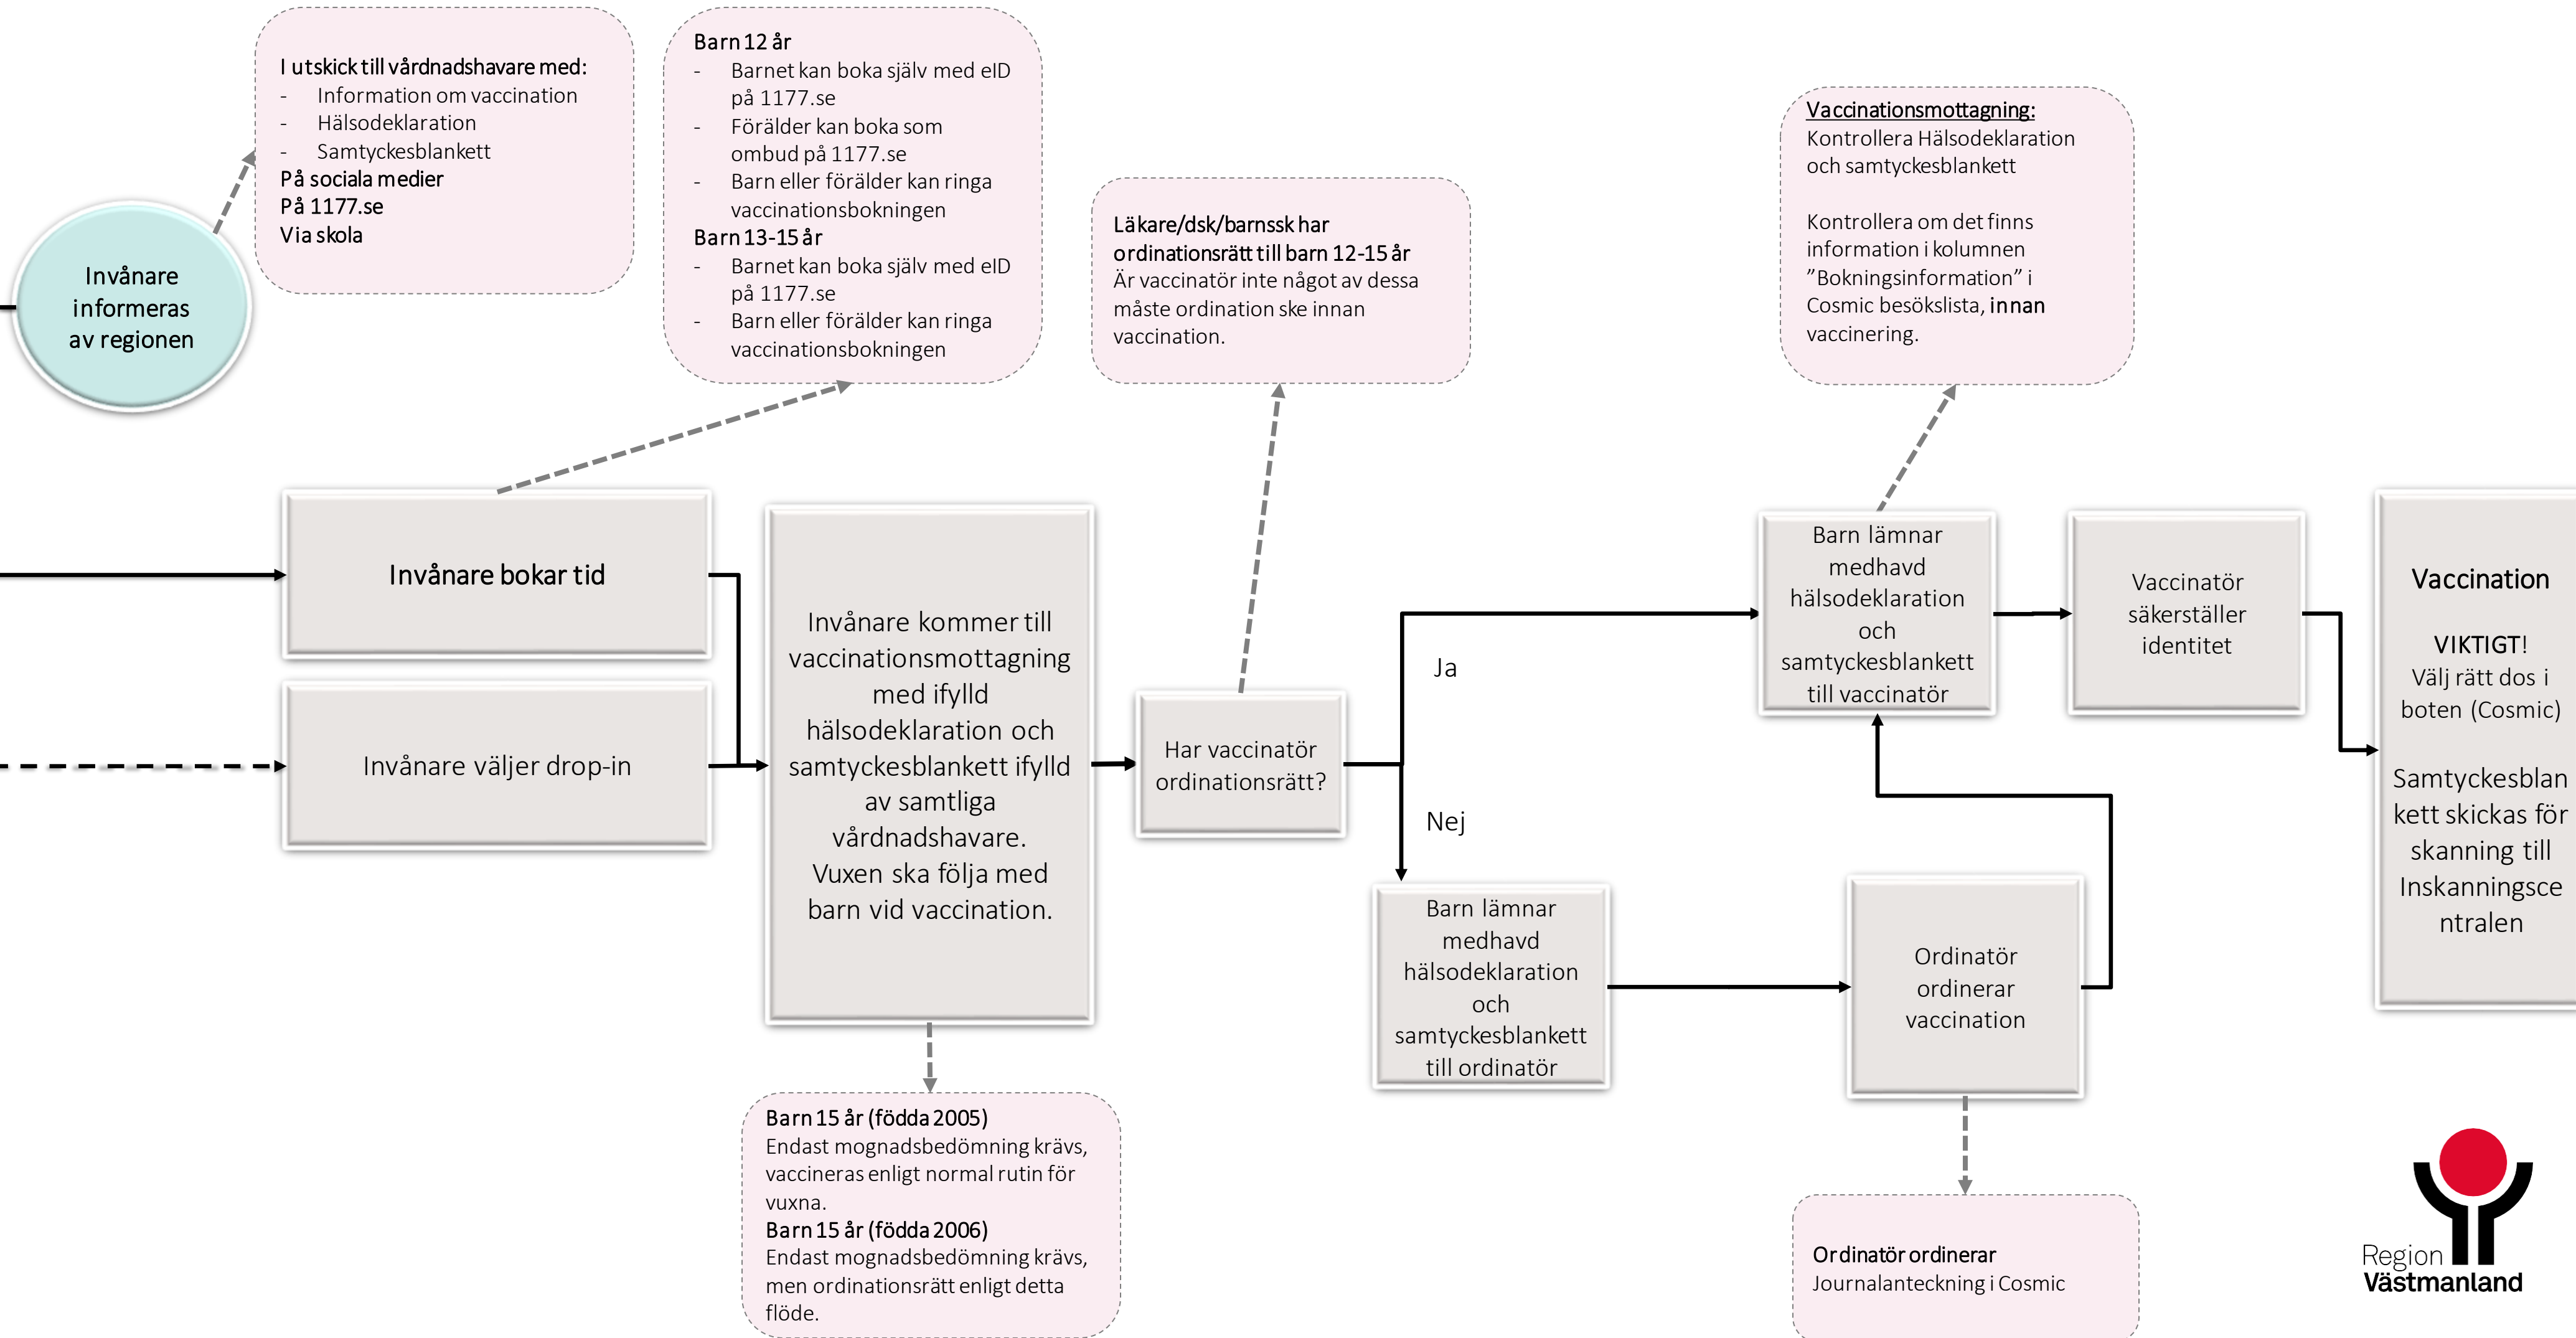 I utskick till vårdnadshavare med:
- Information om vaccination
- Hälsodeklaration
- Samtyckesblankett
På sociala medier
På 1177.se
Via skola
Barn 12 år
- Barnet kan boka själv med eID
på 1177.se
- Förälder kan boka som
ombud på 1177.se
- Barn eller förälder kan ringa
vaccinationsbokningen
Barn 13-15 år
- Barnet kan boka själv med eID
på 1177.se
- Barn eller förälder kan ringa
vaccinationsbokningen
Läkare/dsk/barnssk har
ordinationsrätt till barn 12-15 år
Är vaccinatör inte något av dessa
måste ordination ske innan
vaccination.
Vaccinationsmottagning:
Kontrollera Hälsodeklaration
och samtyckesblankett
Kontrollera om det finns
information i kolumnen
”Bokningsinformation” i
Cosmic besökslista, innan
vaccinering.
Invånare
informeras
av regionen
Invånare bokar tid
Invånare väljer drop-in
Invånare kommer till
vaccinationsmottagning
med ifylld
hälsodeklaration och
samtyckesblankett ifylld
av samtliga
vårdnadshavare.
Vuxen ska följa med
barn vid vaccination.
Har vaccinatör
ordinationsrätt?
Ja
Nej
Barn lämnar
medhavd
hälsodeklaration
och
samtyckesblankett
till vaccinatör
Vaccinatör
säkerställer
identitet
Vaccination
VIKTIGT!
Välj rätt dos i
boten (Cosmic)
Samtyckesblan
kett skickas för
skanning till
Inskanningsce
ntralen
Barn lämnar
medhavd
hälsodeklaration
och
samtyckesblankett
till ordinatör
Ordinatör
ordinerar
vaccination
Barn 15 år (födda 2005)
Endast mognadsbedömning krävs,
vaccineras enligt normal rutin för
vuxna.
Barn 15 år (födda 2006)
Endast mognadsbedömning krävs,
men ordinationsrätt enligt detta
flöde.
Ordinatör ordinerar
Journalanteckning i Cosmic
Region
Västmanland